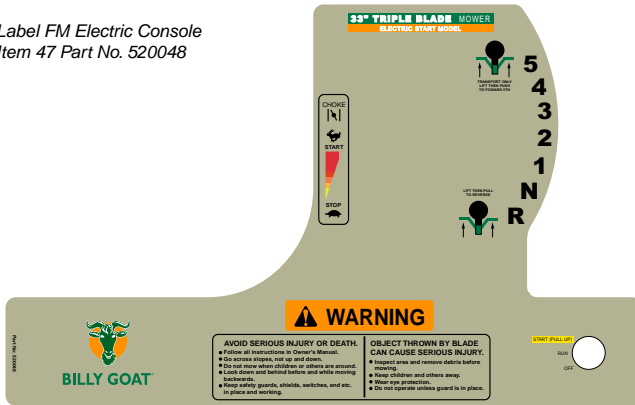 Label FM Electric Console
Item 47 Part No. 520048
33" TRIPLE BLADE MOWER
ELECTRIC START MODEL
TRANSPORT ONLY
LIFT THEN PUSH
TO FOWARD 5TH
5
4
3
2
1
N
R
LIFT THEN PULL
TO REVERSE
CHOKE
START
STOP
WARNING
AVOID SERIOUS INJURY OR DEATH.
● Follow all instructions in Owner's Manual.
● Go across slopes, not up and down.
● Do not mow when children or others are around.
● Look down and behind before and while moving
backwards.
● Keep safety guards, shields, switches, and etc.
in place and working.
OBJECT THROWN BY BLADE
CAN CAUSE SERIOUS INJURY.
● Inspect area and remove debris before
mowing.
● Keep children and others away.
● Wear eye protection.
● Do not operate unless guard is in place.
START (PULL UP)
RUN
OFF
BILLY GOAT
Part No.